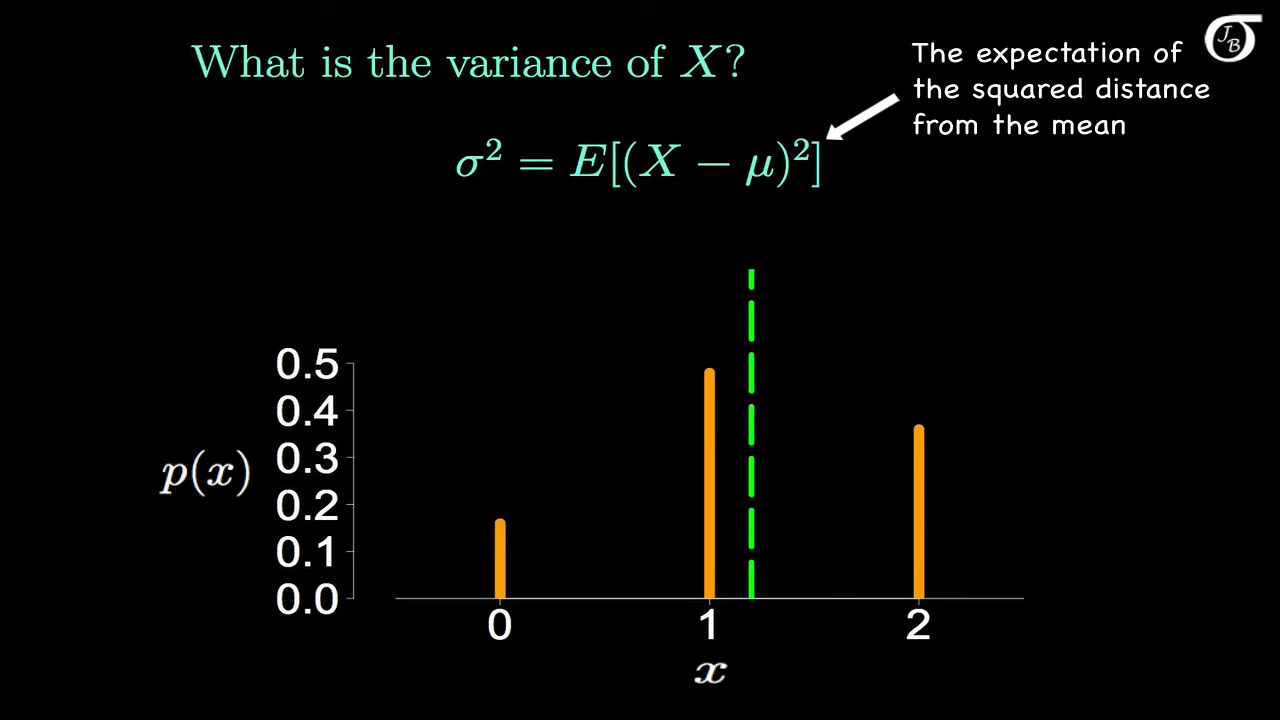 What is the variance of X?
The expectation of
the squared distance
from the mean
JB
σ² = E[(X − μ)²]
0.5
0.4
0.3
0.2
0.1
0.0
p(x)
0 1 2
x